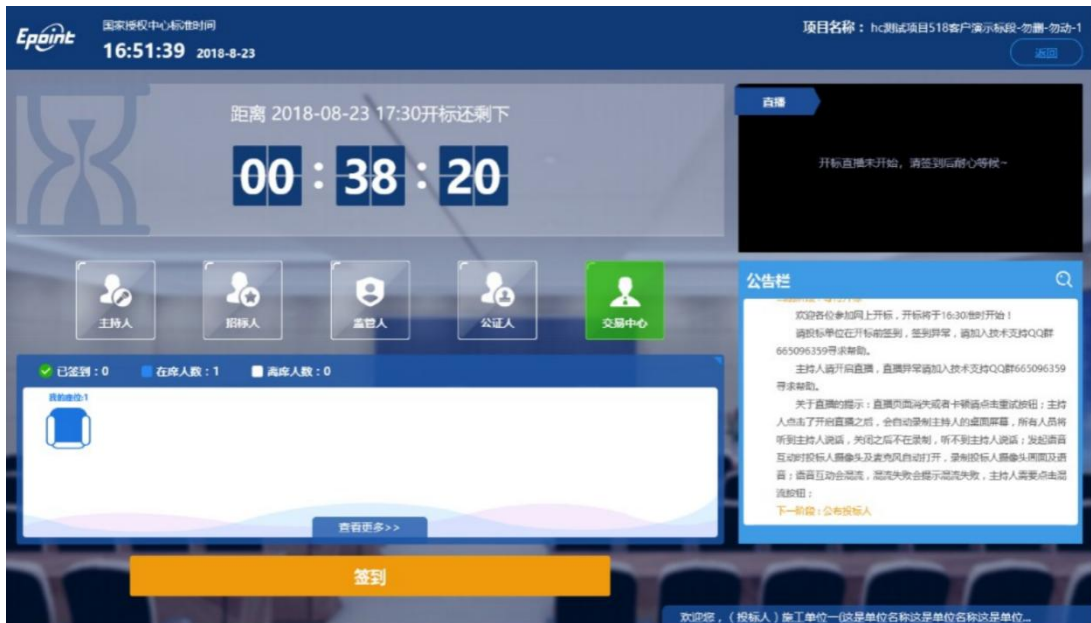 Epoint
国家授权中心标准时间
16:51:39 2018-8-23
项目名称：hc测试项目518客户演示标段-勿删-勿动-1
返回
距离 2018-08-23 17:30开标还剩下
00 : 38 : 20
直播
开标直播未开始，请签到后耐心等候~
主持人
招标人
监管人
公证人
交易中心
公告栏
欢迎各位参加网上开标，开标将于16:30准时开始！
请投标单位在开标前签到，签到异常，请加入技术支持QQ群
665096359寻求帮助。
主持人请开启直播，直播异常请加入技术支持QQ群665096359
寻求帮助。
关于直播的提示：直播页面消失或者卡顿请点击重试按钮；主持
人点击了开启直播之后，会自动录制主持人的桌面屏幕，所有人员将
听到主持人说话，关闭之后不在录制，听不到主持人说话；发起语音
互动时投标人摄像头及麦克风自动打开，录制投标人摄像头画面及语
音；语音互动会混流，混流失败会提示混流失败，主持人需要点击混
流按钮；
下一阶段：公布投标人
已签到：0 在席人数：1 离席人数：0
我的座位:1
查看更多>>
签到
欢迎您，（投标人）施工单位一(这是单位名称这是单位名称这是单位...